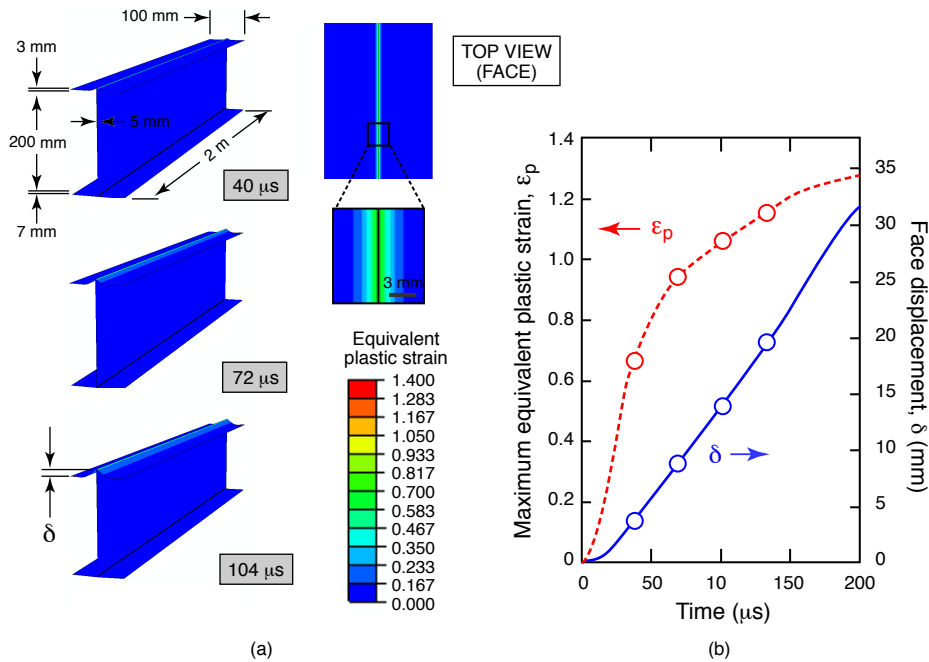 100 mm
3 mm
5 mm
200 mm
2 m
40 μs
7 mm
TOP VIEW
(FACE)
3 mm
72 μs
δ
104 μs
Equivalent
plastic strain
1.400
1.283
1.167
1.050
0.933
0.817
0.700
0.583
0.467
0.350
0.233
0.167
0.000
(a)
Maximum equivalent plastic strain, εp
1.4
1.2
1.0
0.8
0.6
0.4
0.2
0
εp
δ
35
30
25
20
15
10
5
0
Face displacement, δ (mm)
0
50
10
150
200
Time (μs)
(b)